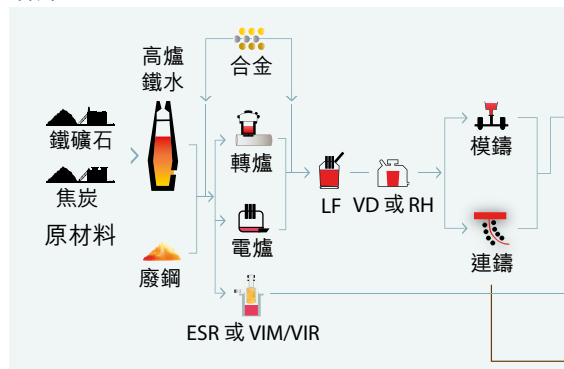 高爐
鐵水
合金
鐵礦石
焦炭
原材料
廢鋼
轉爐
電爐
ESR 或 VIM/VIR
LF
VD 或 RH
模鑄
連鑄